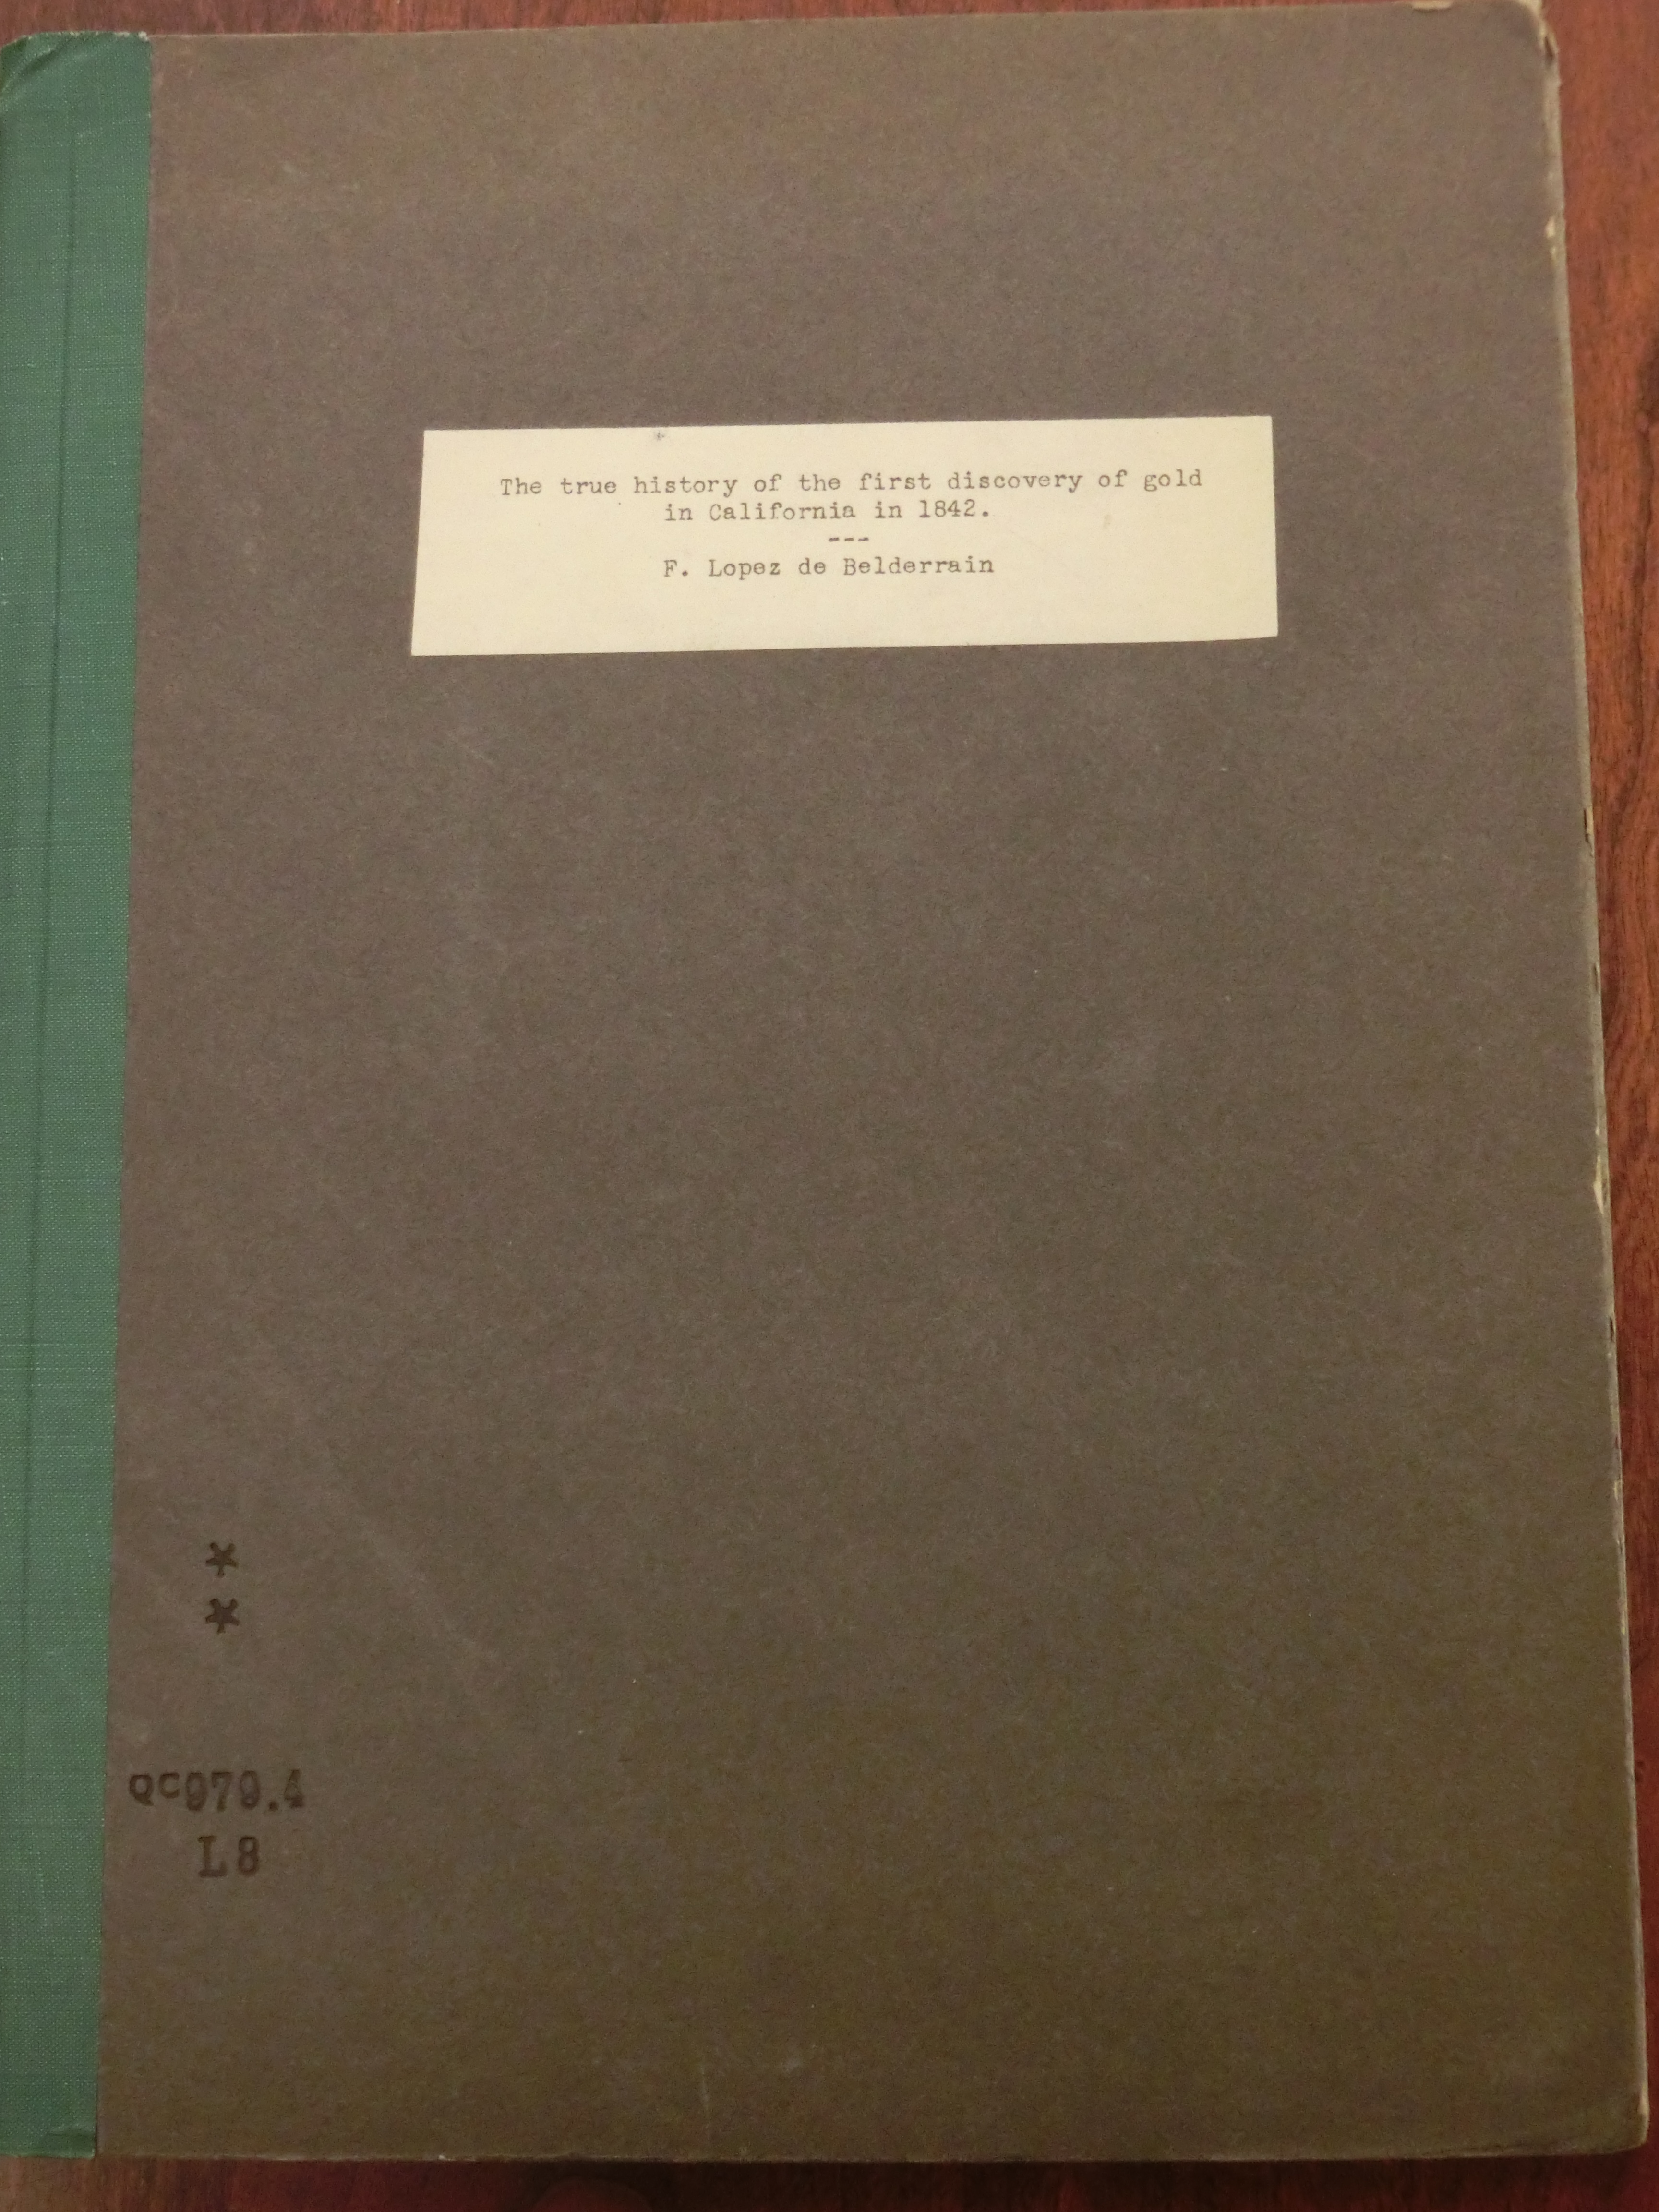 The true history of the first discovery of gold
in California in 1842.
---
F. Lopez de Belderrain
*
*
QC979.4
L8